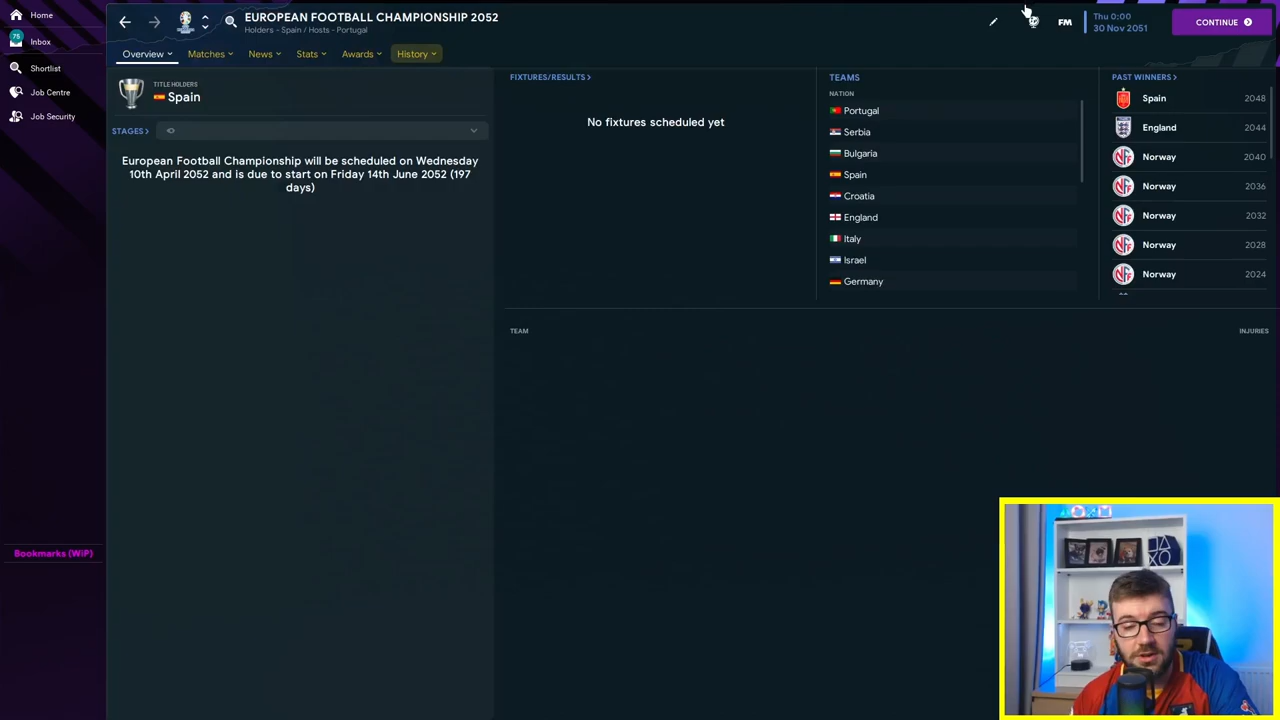 Home
75
Inbox
Shortlist
Job Centre
Job Security
Bookmarks (WiP)
EUROPEAN FOOTBALL CHAMPIONSHIP 2052
Holders - Spain / Hosts - Portugal
FM
Thu 0:00
30 Nov 2051
CONTINUE
Overview
Matches
News
Stats
Awards
History
TITLE HOLDERS
Spain
STAGES
European Football Championship will be scheduled on Wednesday
10th April 2052 and is due to start on Friday 14th June 2052 (197
days)
FIXTURES/RESULTS
No fixtures scheduled yet
TEAMS
NATION
Portugal
Serbia
Bulgaria
Spain
Croatia
England
Italy
Israel
Germany
PAST WINNERS
Spain 2048
England 2044
Norway 2040
Norway 2036
Norway 2032
Norway 2028
Norway 2024
TEAM
INJURIES